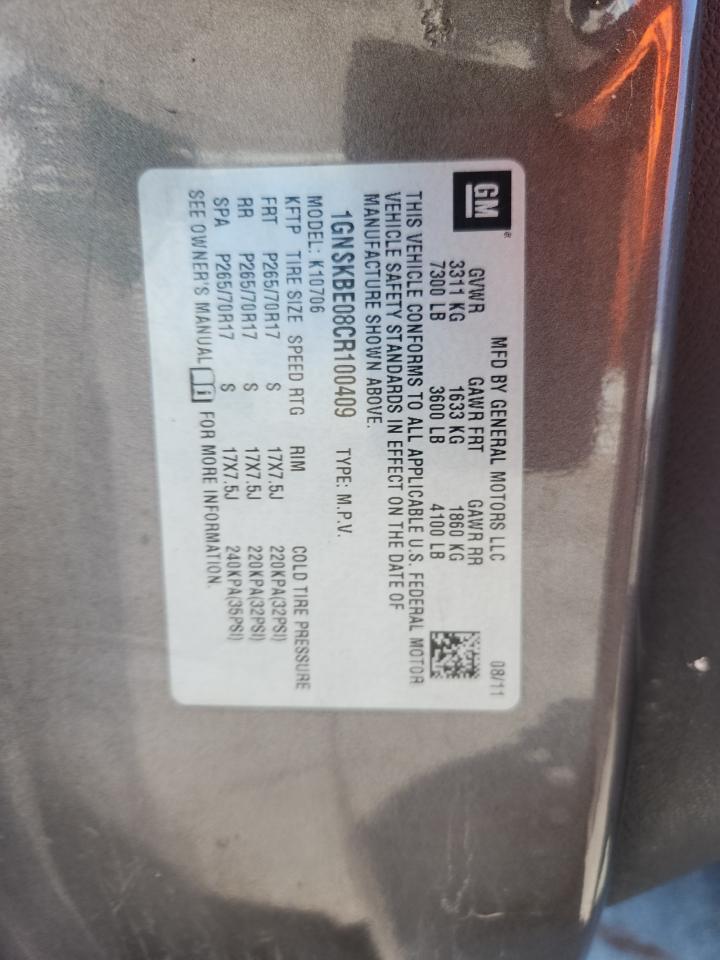 GM®
MFD BY GENERAL MOTORS LLC 08/11
GVWR GAWR FRT GAWR RR
3311 KG 1633 KG 1860 KG
7300 LB 3600 LB 4100 LB
THIS VEHICLE CONFORMS TO ALL APPLICABLE U.S. FEDERAL MOTOR
VEHICLE SAFETY STANDARDS IN EFFECT ON THE DATE OF
MANUFACTURE SHOWN ABOVE.
1GNSKBE08CR100409 TYPE: M.P.V.
MODEL: K10706
KFTP TIRE SIZE SPEED RTG RIM COLD TIRE PRESSURE
FRT P265/70R17 S 17X7.5J 220KPA(32PSI)
RR P265/70R17 S 17X7.5J 220KPA(32PSI)
SPA P265/70R17 S 17X7.5J 240KPA(35PSI)
SEE OWNER'S MANUAL i FOR MORE INFORMATION.